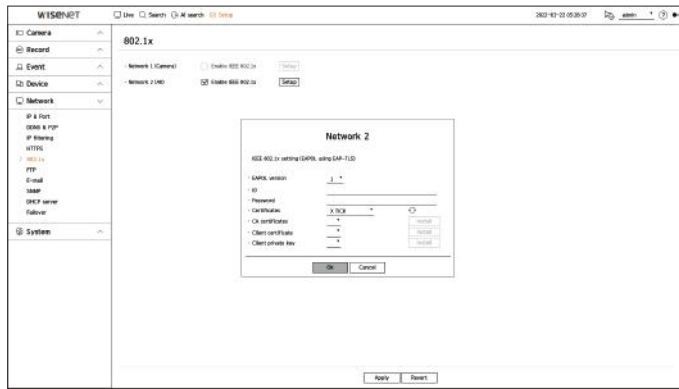 WISENET
Live Search AI search Setup 2022-03-22 05:28:37 admin
Camera
Record
Event
Device
Network
IP & Port
DDNS & P2P
IP filtering
HTTPS
802.1x
FTP
E-mail
SNMP
DHCP server
Failover
System
802.1x
Network 1 (Camera) Enable IEEE 802.1x Setup
Enable IEEE 802.1x Setup
Network 2
IEEE 802.1x setting (EAPOL using EAP-TLS)
EAPOL version 1
ID
Password
Certificates
CA certificates Install
Client certificate Install
Client private key Install
OK Cancel
Apply Revert